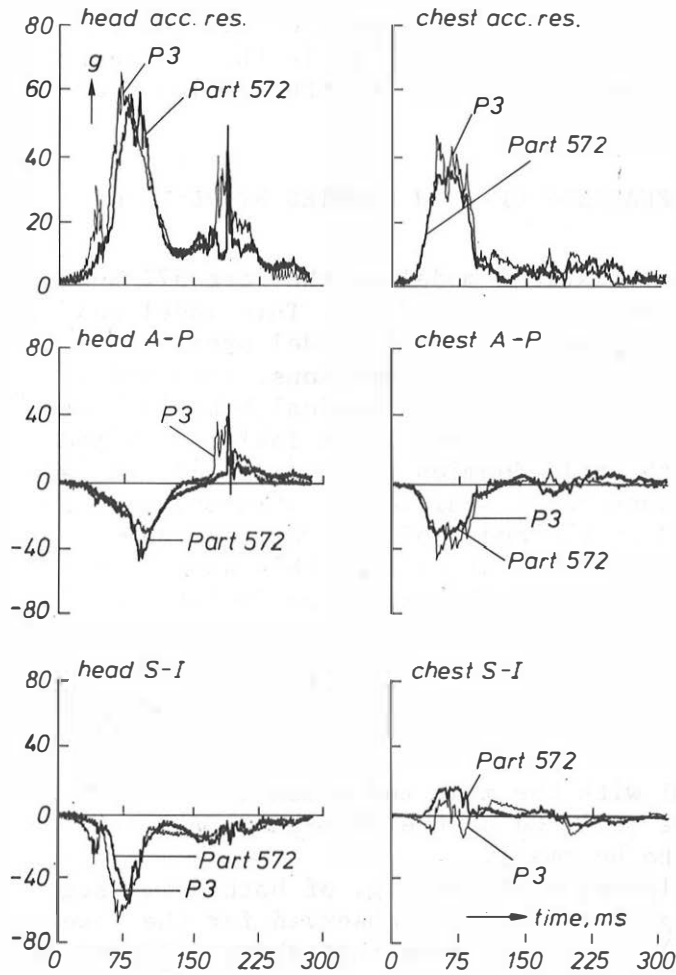 head acc. res.
chest acc. res.
80
g
P3
Part 572
60
40
20
0
P3
Part 572
head A-P
chest A-P
80
40
0
-40
-80
P3
Part 572
P3
Part 572
head S-I
chest S-I
80
40
0
-40
-80
Part 572
P3
Part 572
P3
time, ms
0 75 150 225 300
0 75 150 225 300